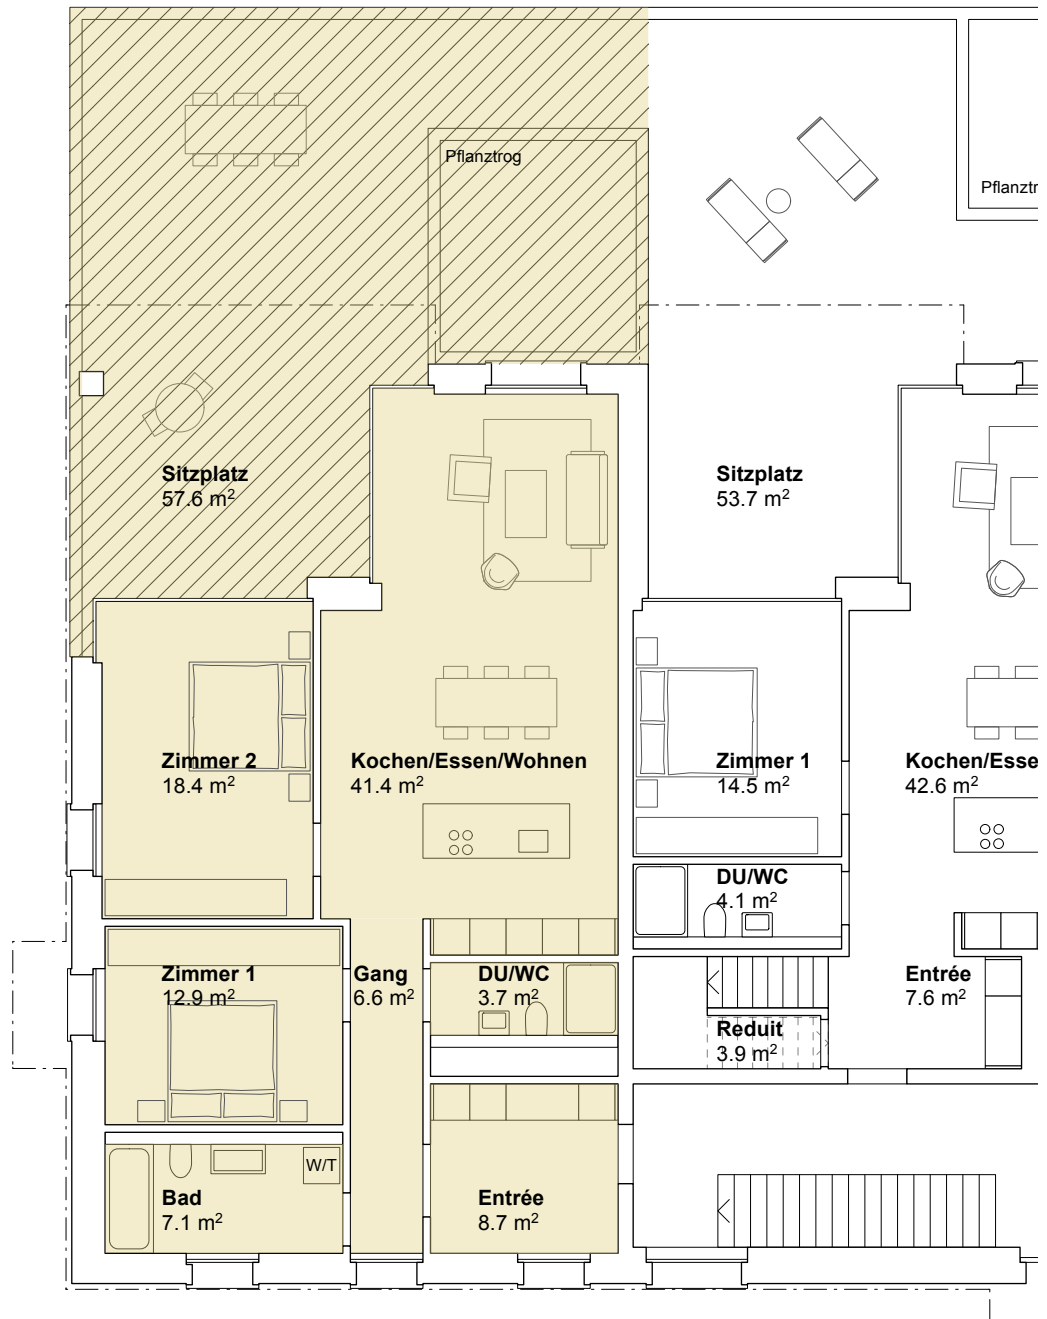 Pflanztrog
Pflanztr
Sitzplatz
57.6 m²
Sitzplatz
53.7 m²
Zimmer 2
18.4 m²
Kochen/Essen/Wohnen
41.4 m²
Zimmer 1
14.5 m²
Kochen/Esse
42.6 m²
DU/WC
4.1 m²
Zimmer 1
12.9 m²
Gang
6.6 m²
DU/WC
3.7 m²
Entrée
7.6 m²
Reduit
3.9 m²
W/T
Bad
7.1 m²
Entrée
8.7 m²